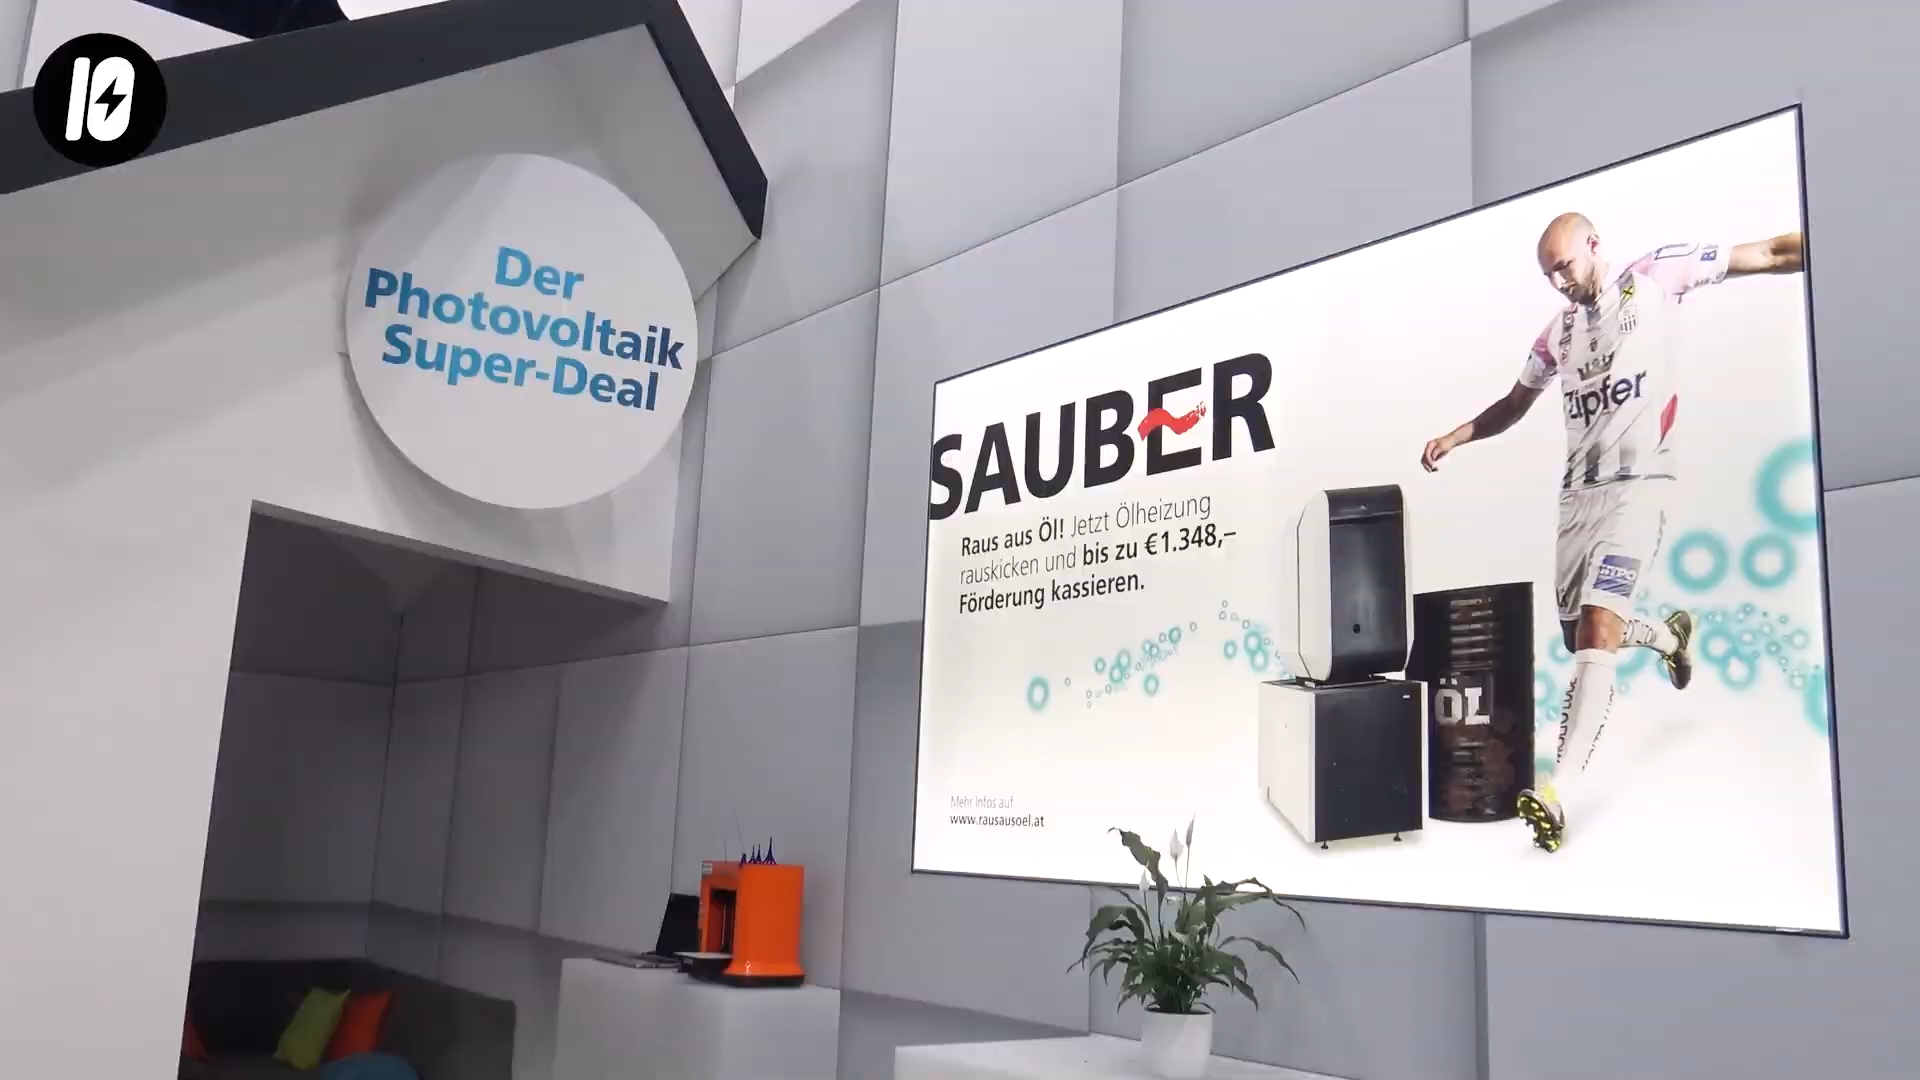 10
Der
Photovoltaik
Super-Deal
SAUBER
Raus aus Öl! Jetzt Ölheizung
rauskicken und bis zu €1.348,–
Förderung kassieren.
Mehr Infos auf
www.rausausoel.at
ÖL
Zipfer
HYPO